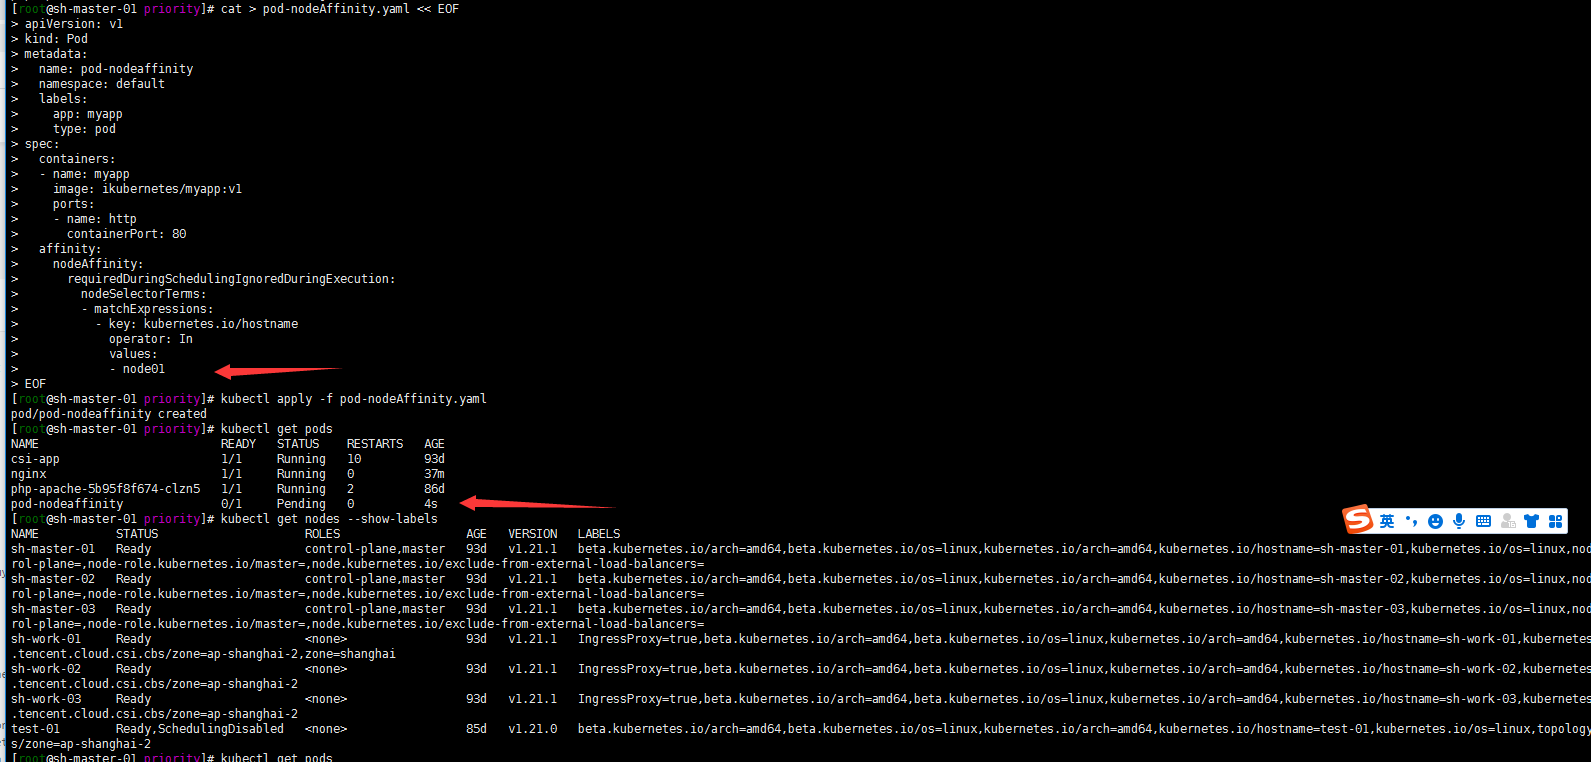 [root@sh-master-01 priority]# cat > pod-nodeAffinity.yaml << EOF
> apiVersion: v1
> kind: Pod
> metadata:
>   name: pod-nodeaffinity
>   namespace: default
>   labels:
>     app: myapp
>     type: pod
> spec:
>   containers:
>   - name: myapp
>     image: ikubernetes/myapp:v1
>     ports:
>     - name: http
>       containerPort: 80
>   affinity:
>     nodeAffinity:
>       requiredDuringSchedulingIgnoredDuringExecution:
>         nodeSelectorTerms:
>         - matchExpressions:
>           - key: kubernetes.io/hostname
>             operator: In
>             values:
>             - node01
> EOF
[root@sh-master-01 priority]# kubectl apply -f pod-nodeAffinity.yaml
pod/pod-nodeaffinity created
[root@sh-master-01 priority]# kubectl get pods
NAME                          READY   STATUS    RESTARTS   AGE
csi-app                       1/1     Running   10         93d
nginx                         1/1     Running   0          37m
php-apache-5b95f8f674-clzn5   1/1     Running   2          86d
pod-nodeaffinity              0/1     Pending   0          4s
[root@sh-master-01 priority]# kubectl get nodes --show-labels
英
NAME           STATUS                     ROLES                  AGE   VERSION   LABELS
sh-master-01   Ready                      control-plane,master   93d   v1.21.1   beta.kubernetes.io/arch=amd64,beta.kubernetes.io/os=linux,kubernetes.io/arch=amd64,kubernetes.io/hostname=sh-master-01,kubernetes.io/os=linux,nod
rol-plane=,node-role.kubernetes.io/master=,node.kubernetes.io/exclude-from-external-load-balancers=
sh-master-02   Ready                      control-plane,master   93d   v1.21.1   beta.kubernetes.io/arch=amd64,beta.kubernetes.io/os=linux,kubernetes.io/arch=amd64,kubernetes.io/hostname=sh-master-02,kubernetes.io/os=linux,nod
rol-plane=,node-role.kubernetes.io/master=,node.kubernetes.io/exclude-from-external-load-balancers=
sh-master-03   Ready                      control-plane,master   93d   v1.21.1   beta.kubernetes.io/arch=amd64,beta.kubernetes.io/os=linux,kubernetes.io/arch=amd64,kubernetes.io/hostname=sh-master-03,kubernetes.io/os=linux,nod
rol-plane=,node-role.kubernetes.io/master=,node.kubernetes.io/exclude-from-external-load-balancers=
sh-work-01     Ready                      <none>                 93d   v1.21.1   IngressProxy=true,beta.kubernetes.io/arch=amd64,beta.kubernetes.io/os=linux,kubernetes.io/arch=amd64,kubernetes.io/hostname=sh-work-01,kubernetes
.tencent.cloud.csi.cbs/zone=ap-shanghai-2,zone=shanghai
sh-work-02     Ready                      <none>                 93d   v1.21.1   IngressProxy=true,beta.kubernetes.io/arch=amd64,beta.kubernetes.io/os=linux,kubernetes.io/arch=amd64,kubernetes.io/hostname=sh-work-02,kubernetes
.tencent.cloud.csi.cbs/zone=ap-shanghai-2
sh-work-03     Ready                      <none>                 93d   v1.21.1   IngressProxy=true,beta.kubernetes.io/arch=amd64,beta.kubernetes.io/os=linux,kubernetes.io/arch=amd64,kubernetes.io/hostname=sh-work-03,kubernetes
.tencent.cloud.csi.cbs/zone=ap-shanghai-2
test-01        Ready,SchedulingDisabled   <none>                 85d   v1.21.0   beta.kubernetes.io/arch=amd64,beta.kubernetes.io/os=linux,kubernetes.io/arch=amd64,kubernetes.io/hostname=test-01,kubernetes.io/os=linux,topology
s/zone=ap-shanghai-2
[root@sh-master-01 priority]# kubectl get pods